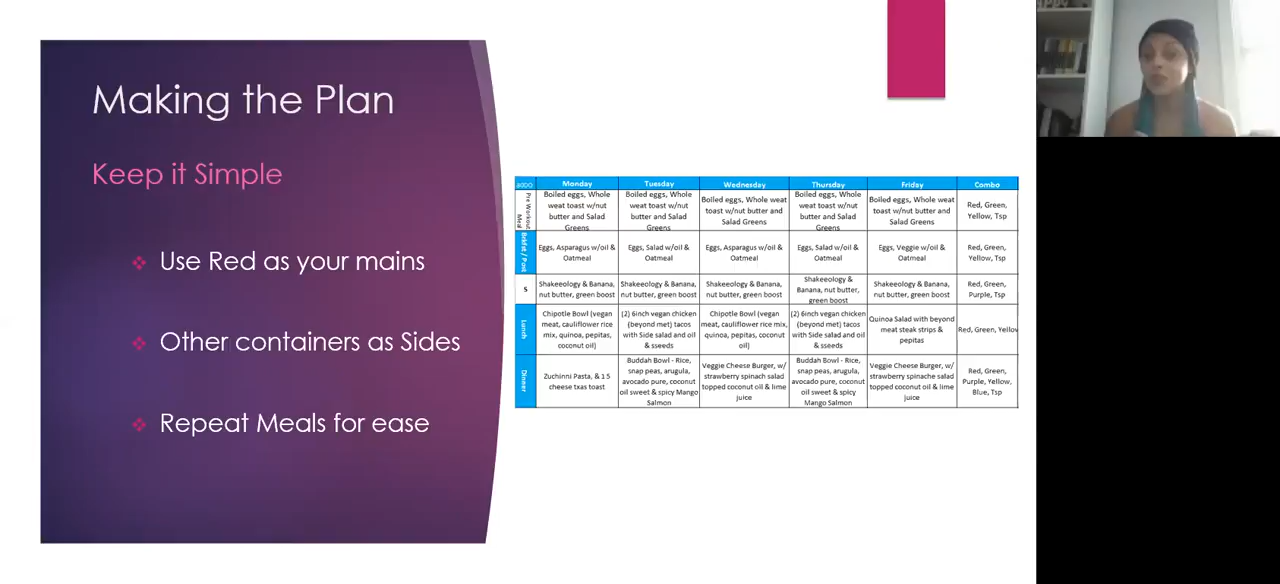 Making the Plan
Keep it Simple
Use Red as your mains
Other containers as Sides
Repeat Meals for ease
Monday Tuesday Wednesday Thursday Friday Combo
Pre Workout Meal
Boiled eggs, Whole
weat toast w/nut
butter and Salad
Greens
Boiled eggs, Whole
weat toast w/nut
butter and Salad
Greens
Boiled eggs, Whole weat
toast w/nut butter and
Salad Greens
Boiled eggs, Whole
weat toast w/nut
butter and Salad
Greens
Boiled eggs, Whole
weat toast w/nut butter
and Salad Greens
Red, Green,
Yellow, Tsp
Eggs, Asparagus w/oil &
Oatmeal
Eggs, Salad w/oil &
Oatmeal
Eggs, Asparagus w/oil &
Oatmeal
Eggs, Salad w/oil &
Oatmeal
Eggs, Veggie w/oil &
Oatmeal
Red, Green,
Yellow, Tsp
S
Shakeeology & Banana,
nut butter, green boost
Shakeeology & Banana,
nut butter, green boost
Shakeeology & Banana,
nut butter, green boost
Shakeeology &
Banana, nut butter,
green boost
Shakeeology & Banana,
nut butter, green boost
Red, Green,
Purple, Tsp
Lunch
Chipotle Bowl (vegan
meat, cauliflower rice
mix, quinoa, pepitas,
coconut oil)
(2) 6inch vegan chicken
(beyond met) tacos
with Side salad and oil
& sseeds
Chipotle Bowl (vegan
meat, cauliflower rice mix,
quinoa, pepitas, coconut
oil)
(2) 6inch vegan chicken
(beyond met) tacos
with Side salad and oil
& sseeds
Quinoa Salad with beyond
meat steak strips &
pepitas
Red, Green, Yellov
Dinner
Zuchinni Pasta, & 1 5
cheese txas toast
Buddah Bowl - Rice,
snap peas, arugula,
avocado pure, coconut
oil sweet & spicy Mango
Salmon
Veggie Cheese Burger, w/
strawberry spinach salad
topped coconut oil & lime
juice
Buddah Bowl - Rice,
snap peas, arugula,
avocado pure, coconut
oil sweet & spicy
Mango Salmon
Veggie Cheese Burger, w/
strawberry spinache salad
topped coconut oil & lime
juice
Red, Green,
Purple, Yellow,
Blue, Tsp